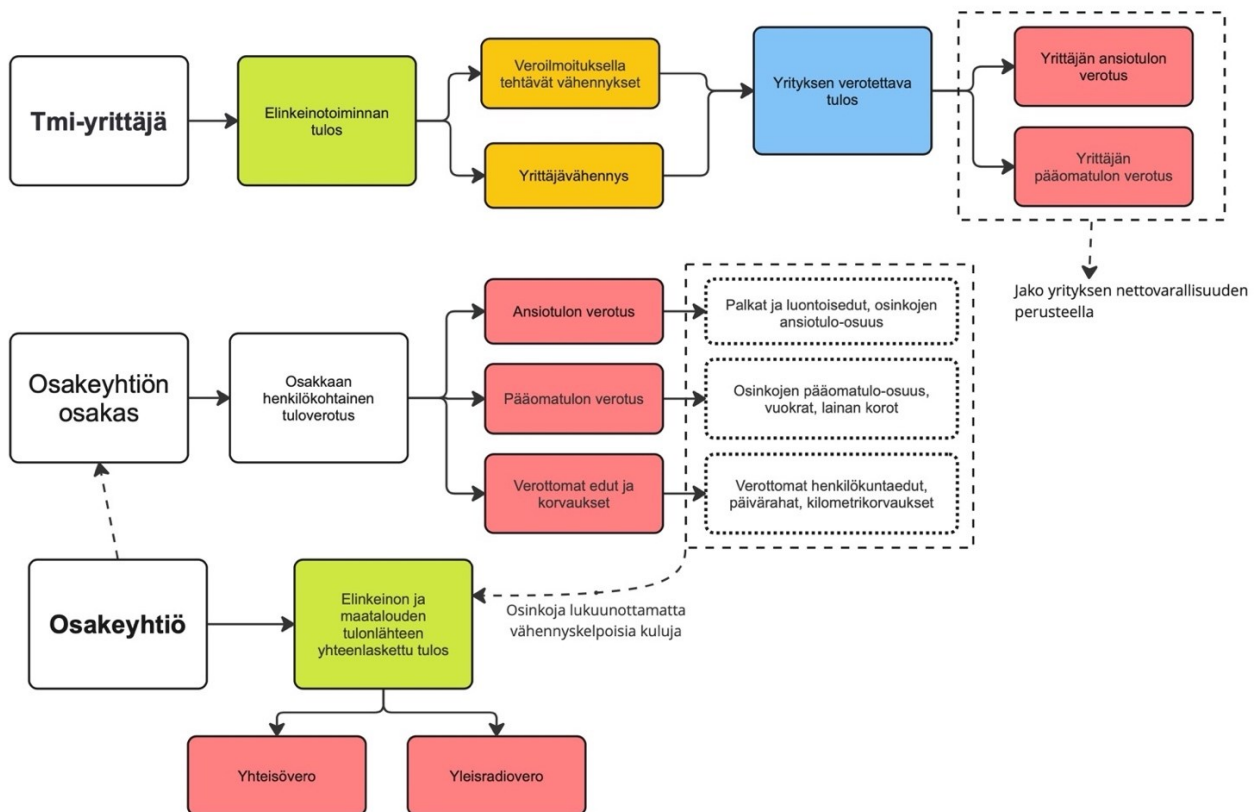 Tmi-yrittäjä
Elinkeinotoiminnan
tulos
Veroilmoituksella
tehtävät vähennykset
Yrittäjävähennys
Yrityksen verotettava
tulos
Yrittäjän ansiotulon
verotus
Yrittäjän
pääomatulon verotus
Jako yrityksen nettovarallisuuden
perusteella
Osakeyhtiön
osakas
Osakkaan
henkilökohtainen
tuloverotus
Ansiotulon verotus
Palkat ja luontoisedut, osinkojen
ansiotulo-osuus
Pääomatulon verotus
Osinkojen pääomatulo-osuus,
vuokrat, lainan korot
Verottomat edut ja
korvaukset
Verottomat henkilökuntaedut,
päivärahat, kilometrikorvaukset
Osakeyhtiö
Elinkeinon ja
maatalouden
tulonlähteen
yhteenlaskettu tulos
Osinkoja lukuunottamatta
vähennyskelpoisia kuluja
Yhteisövero
Yleisradiovero